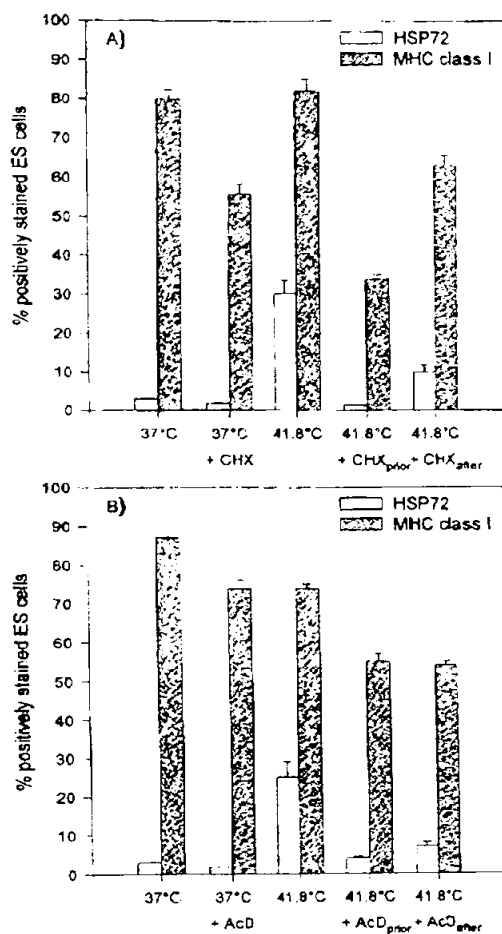 100
A)
HSP72
MHC class I
90
80
70
60
50
40
30
20
10
0
% positively stained ES cells
37°C 37°C 41.8°C 41.8°C 41.8°C
+ CHX + CHXprior + CHXafter
100
B)
HSP72
MHC class I
90
80
70
60
50
40
30
20
10
0
% positively stained ES cells
37°C 37°C 41.8°C 41.8°C 41.8°C
+ AcD + AcDprior + AcDafter